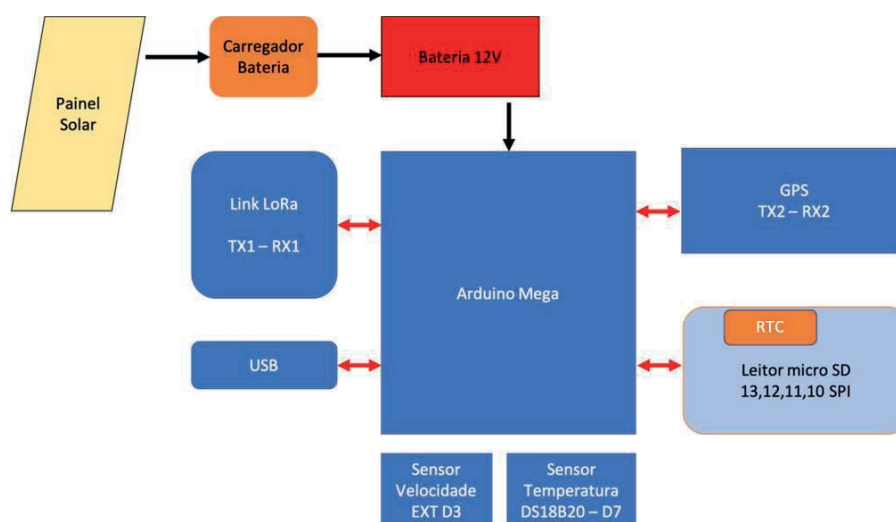 Painel
Solar
Carregador
Bateria
Bateria 12V
Link LoRa
TX1 – RX1
Arduino Mega
GPS
TX2 – RX2
USB
RTC
Leitor micro SD
13,12,11,10 SPI
Sensor
Velocidade
EXT D3
Sensor
Temperatura
DS18B20 – D7